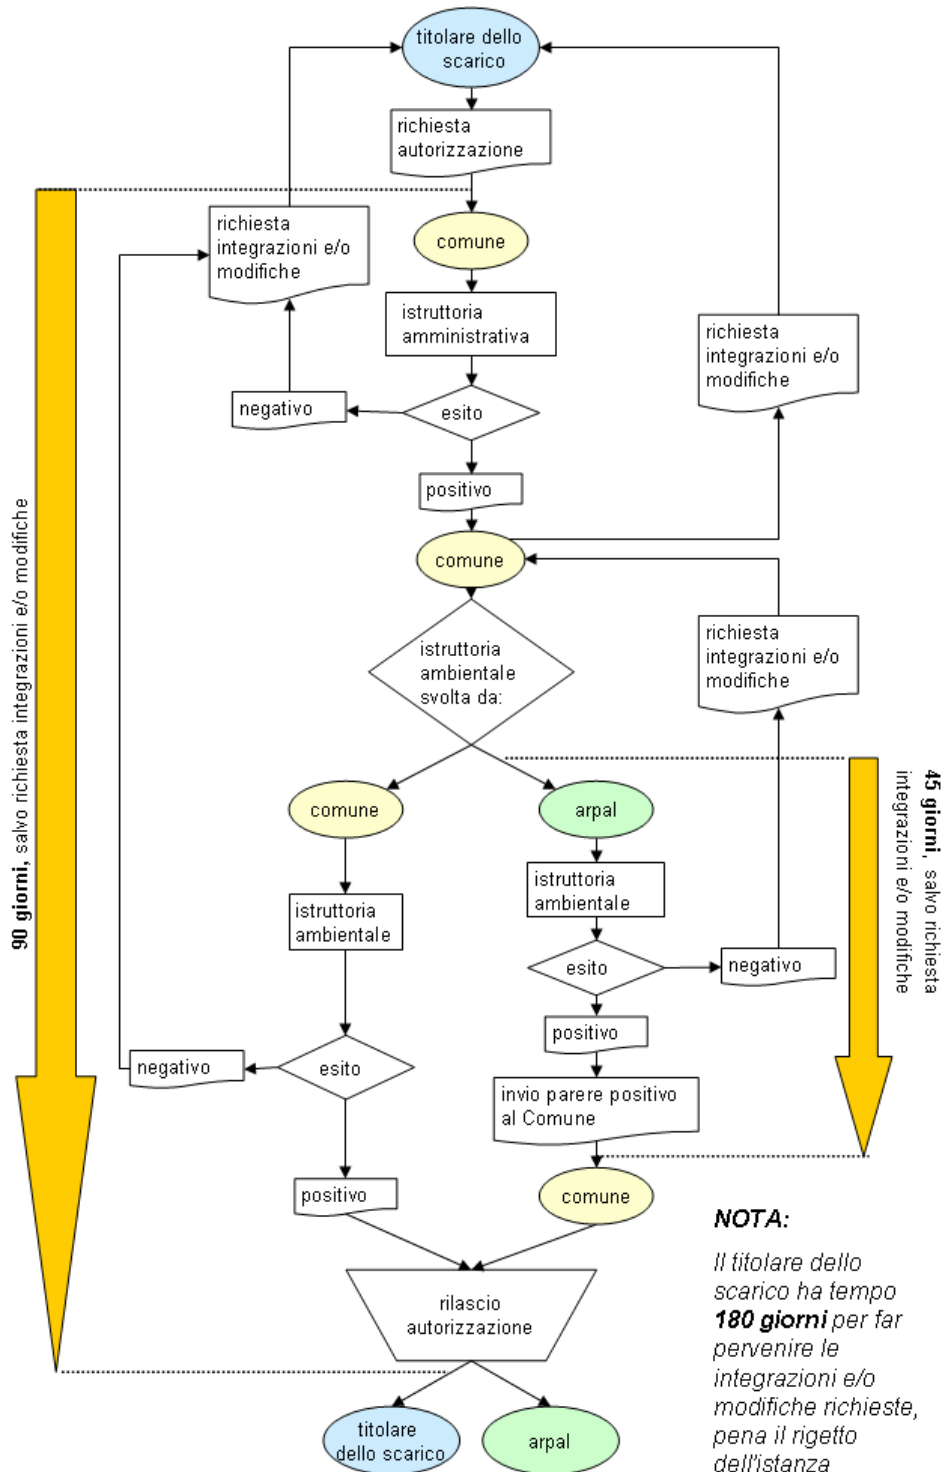 titolare dello
scarico
richiesta
autorizzazione
richiesta
integrazioni e/o
modifiche
comune
istruttoria
amministrativa
richiesta
integrazioni e/o
modifiche
negativo
esito
positivo
comune
istruttoria
ambientale
svolta da:
richiesta
integrazioni e/o
modifiche
90 giorni, salvo richiesta integrazioni e/o modifiche
45 giorni, salvo richiesta
integrazioni e/o modifiche
comune
arpal
istruttoria
ambientale
istruttoria
ambientale
esito
negativo
positivo
negativo
esito
invio parere positivo
al Comune
positivo
comune
rilascio
autorizzazione
titolare
dello scarico
arpal
NOTA:
Il titolare dello
scarico ha tempo
180 giorni per far
pervenire le
integrazioni e/o
modifiche richieste,
pena il rigetto
dell'istanza